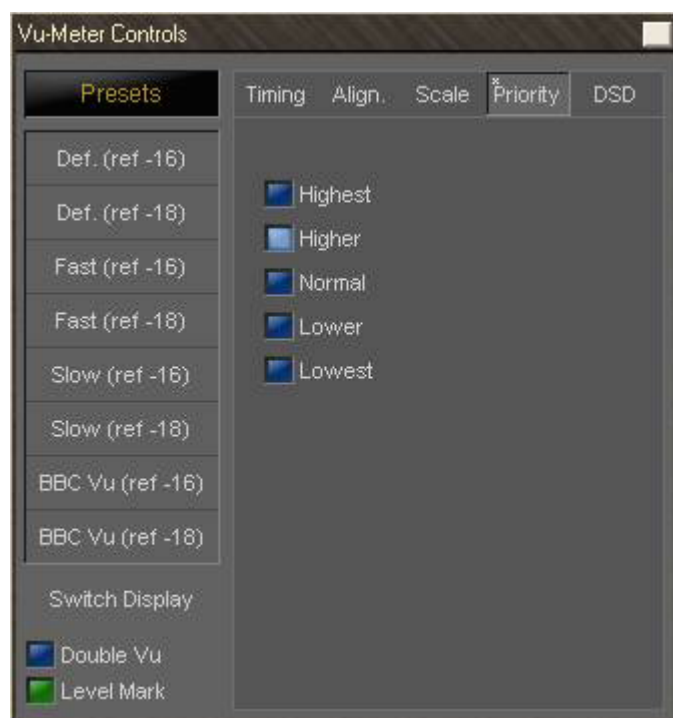 Vu-Meter Controls
Presets
Def. (ref -16)
Def. (ref -18)
Fast (ref -16)
Fast (ref -18)
Slow (ref -16)
Slow (ref -18)
BBC Vu (ref -16)
BBC Vu (ref -18)
Switch Display
Double Vu
Level Mark
Timing Align. Scale *Priority DSD
Highest
Higher
Normal
Lower
Lowest